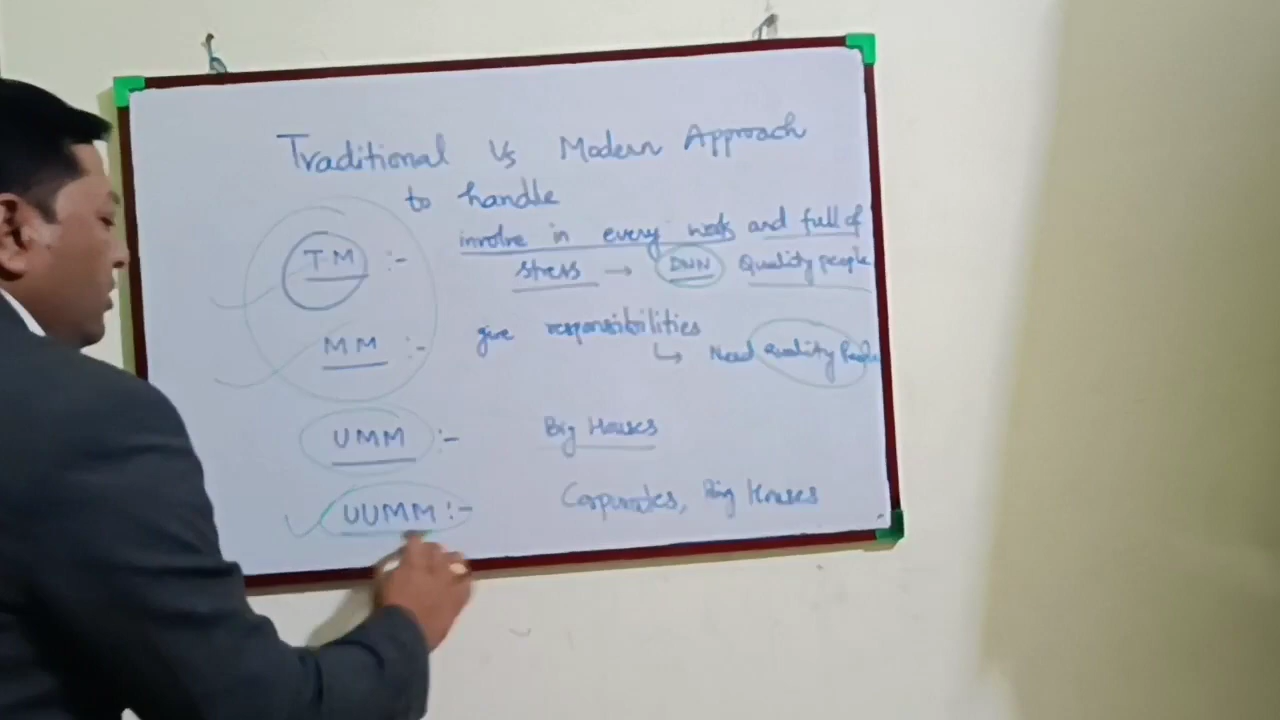 Traditional Vs Modern Approach
to handle
TM :- involve in every work and full of
stress → DNN Quality people
MM :- give responsibilities
↳ Need Quality People
UMM :- Big Houses
UUMM :- Corporates, Big Houses